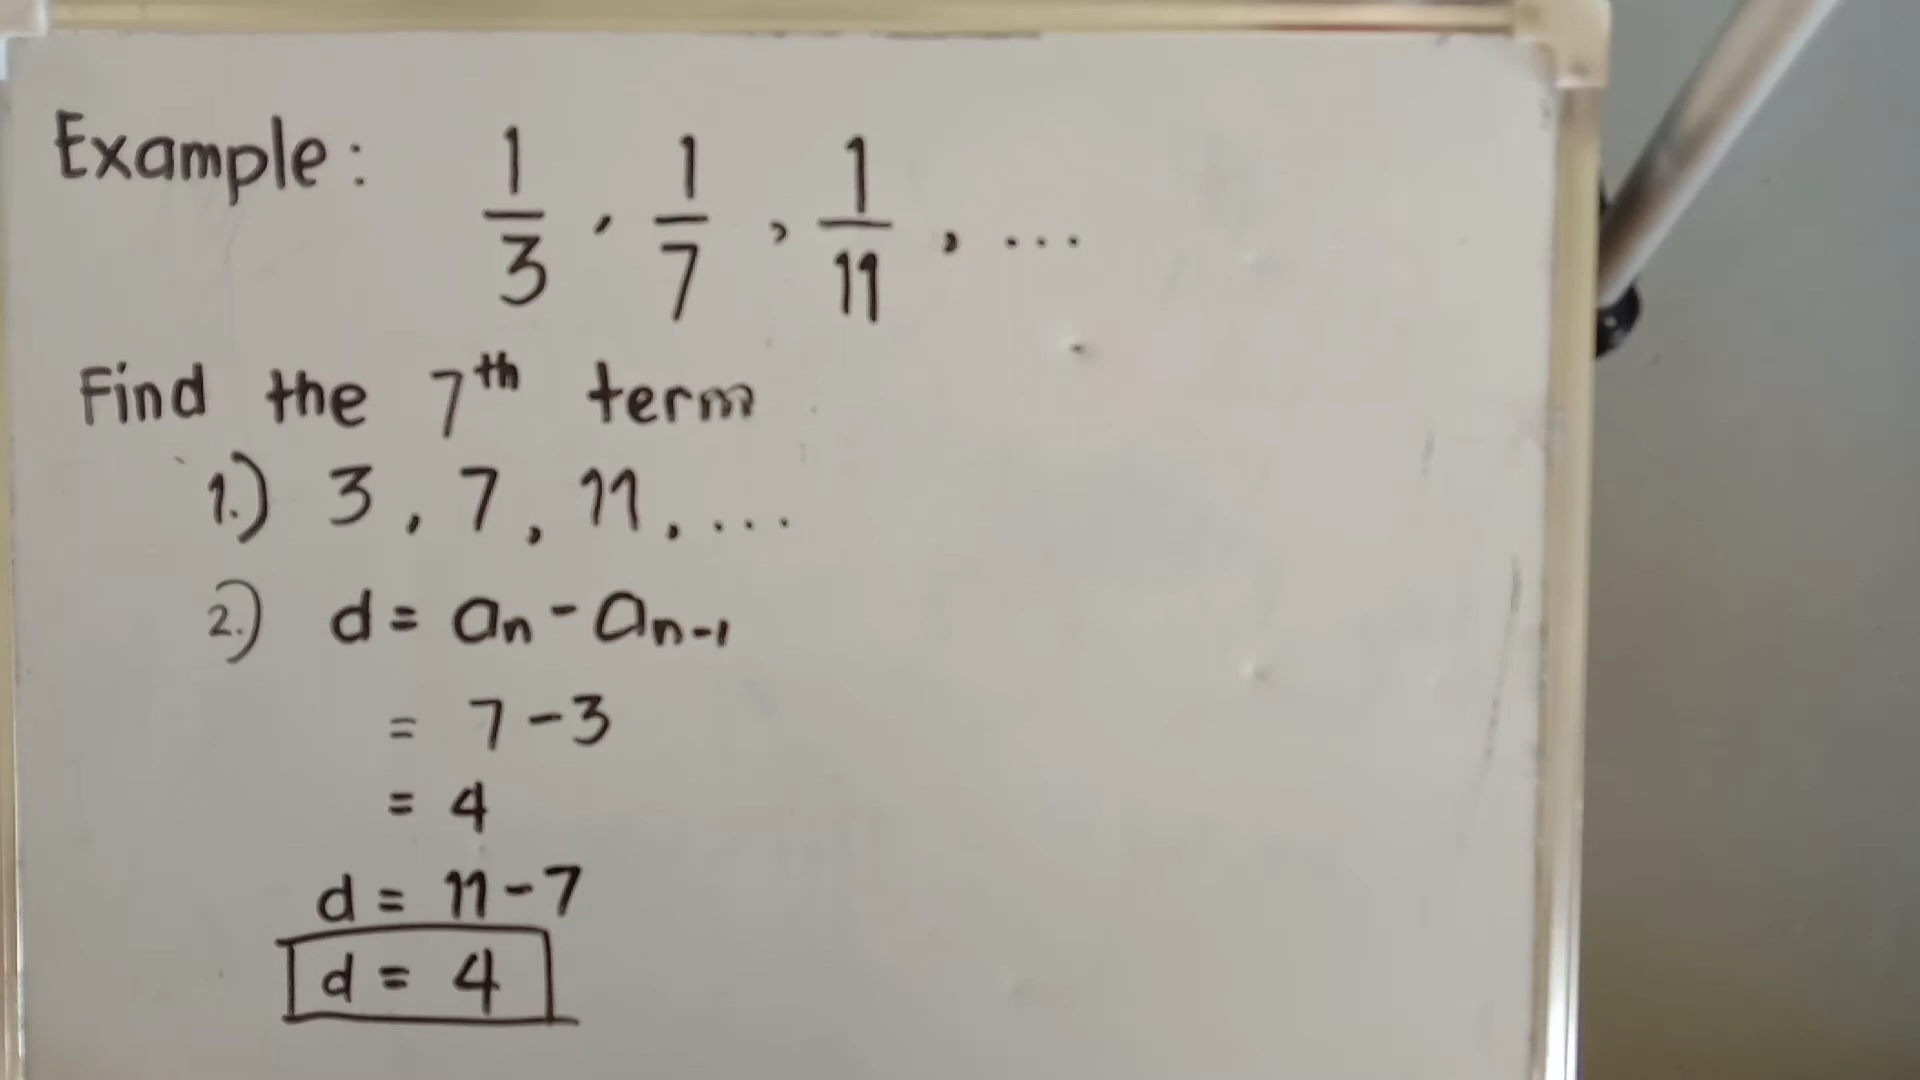 Example: 1/3, 1/7, 1/11, ...
Find the 7th term
1.) 3, 7, 11, ...
2.) d = an - an-1
= 7 - 3
= 4
d = 11 - 7
d = 4